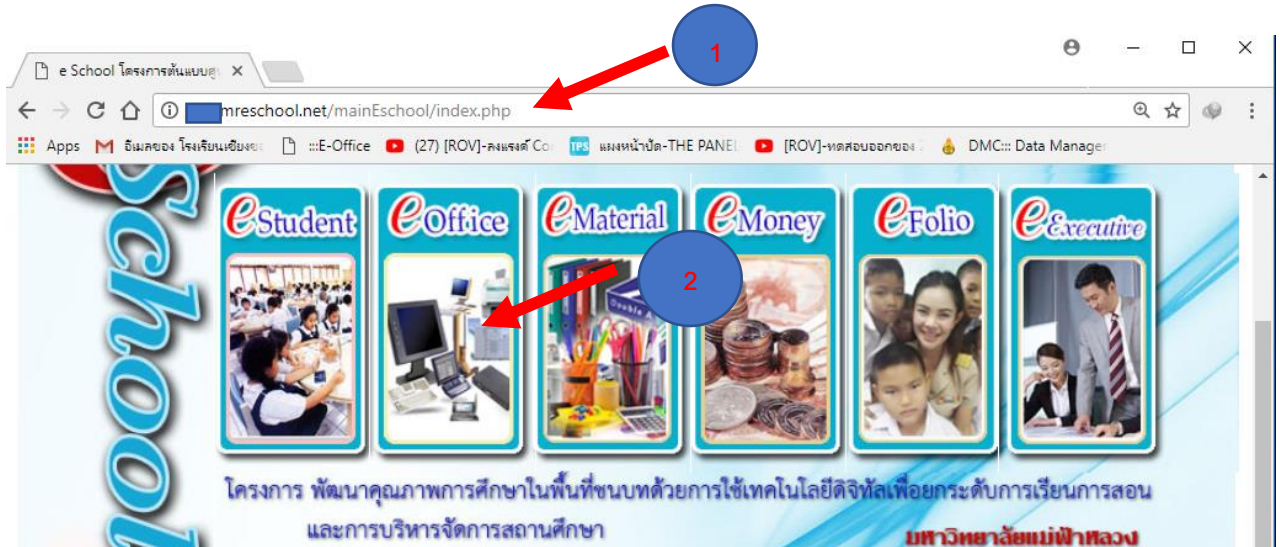 1
e School โครงการต้นแบบสู
mreschool.net/mainEschool/index.php
Apps อีเมลของ โรงเรียนเชียงขอ :::E-Office (27) [ROV]-ลงแรงค์ Co TPS แผงหน้าปัด-THE PANEL [ROV]-ทดสอบออกของ DMC::: Data Manager
School
eStudent eOffice eMaterial eMoney eFolio eExecutive
Double A
2
โครงการ พัฒนาคุณภาพการศึกษาในพื้นที่ชนบทด้วยการใช้เทคโนโลยีดิจิทัลเพื่อยกระดับการเรียนการสอน
และการบริหารจัดการสถานศึกษา
มหาวิทยาลัยแม่ฟ้าหลวง